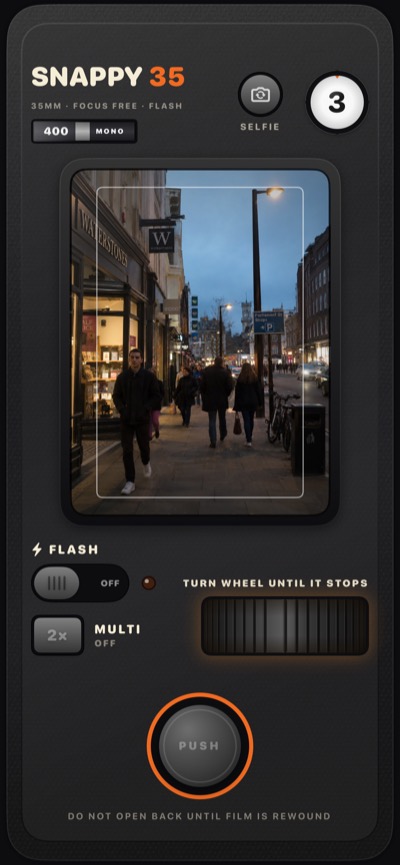 SNAPPY 35
35MM · FOCUS FREE · FLASH
400 MONO
SELFIE
3
WATERSTONES
W
P
FLASH
OFF
TURN WHEEL UNTIL IT STOPS
2x
MULTI
OFF
PUSH
DO NOT OPEN BACK UNTIL FILM IS REWOUND